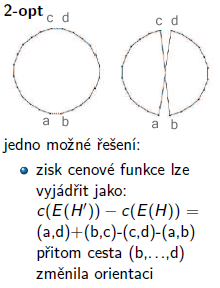 2-opt
c d
c d
a b
a
b
jedno možné řešení:
zisk cenové funkce lze
vyjádřit jako:
c(E(H′)) − c(E(H)) =
(a,d)+(b,c)-(c,d)-(a,b)
přitom cesta (b,...,d)
změnila orientaci